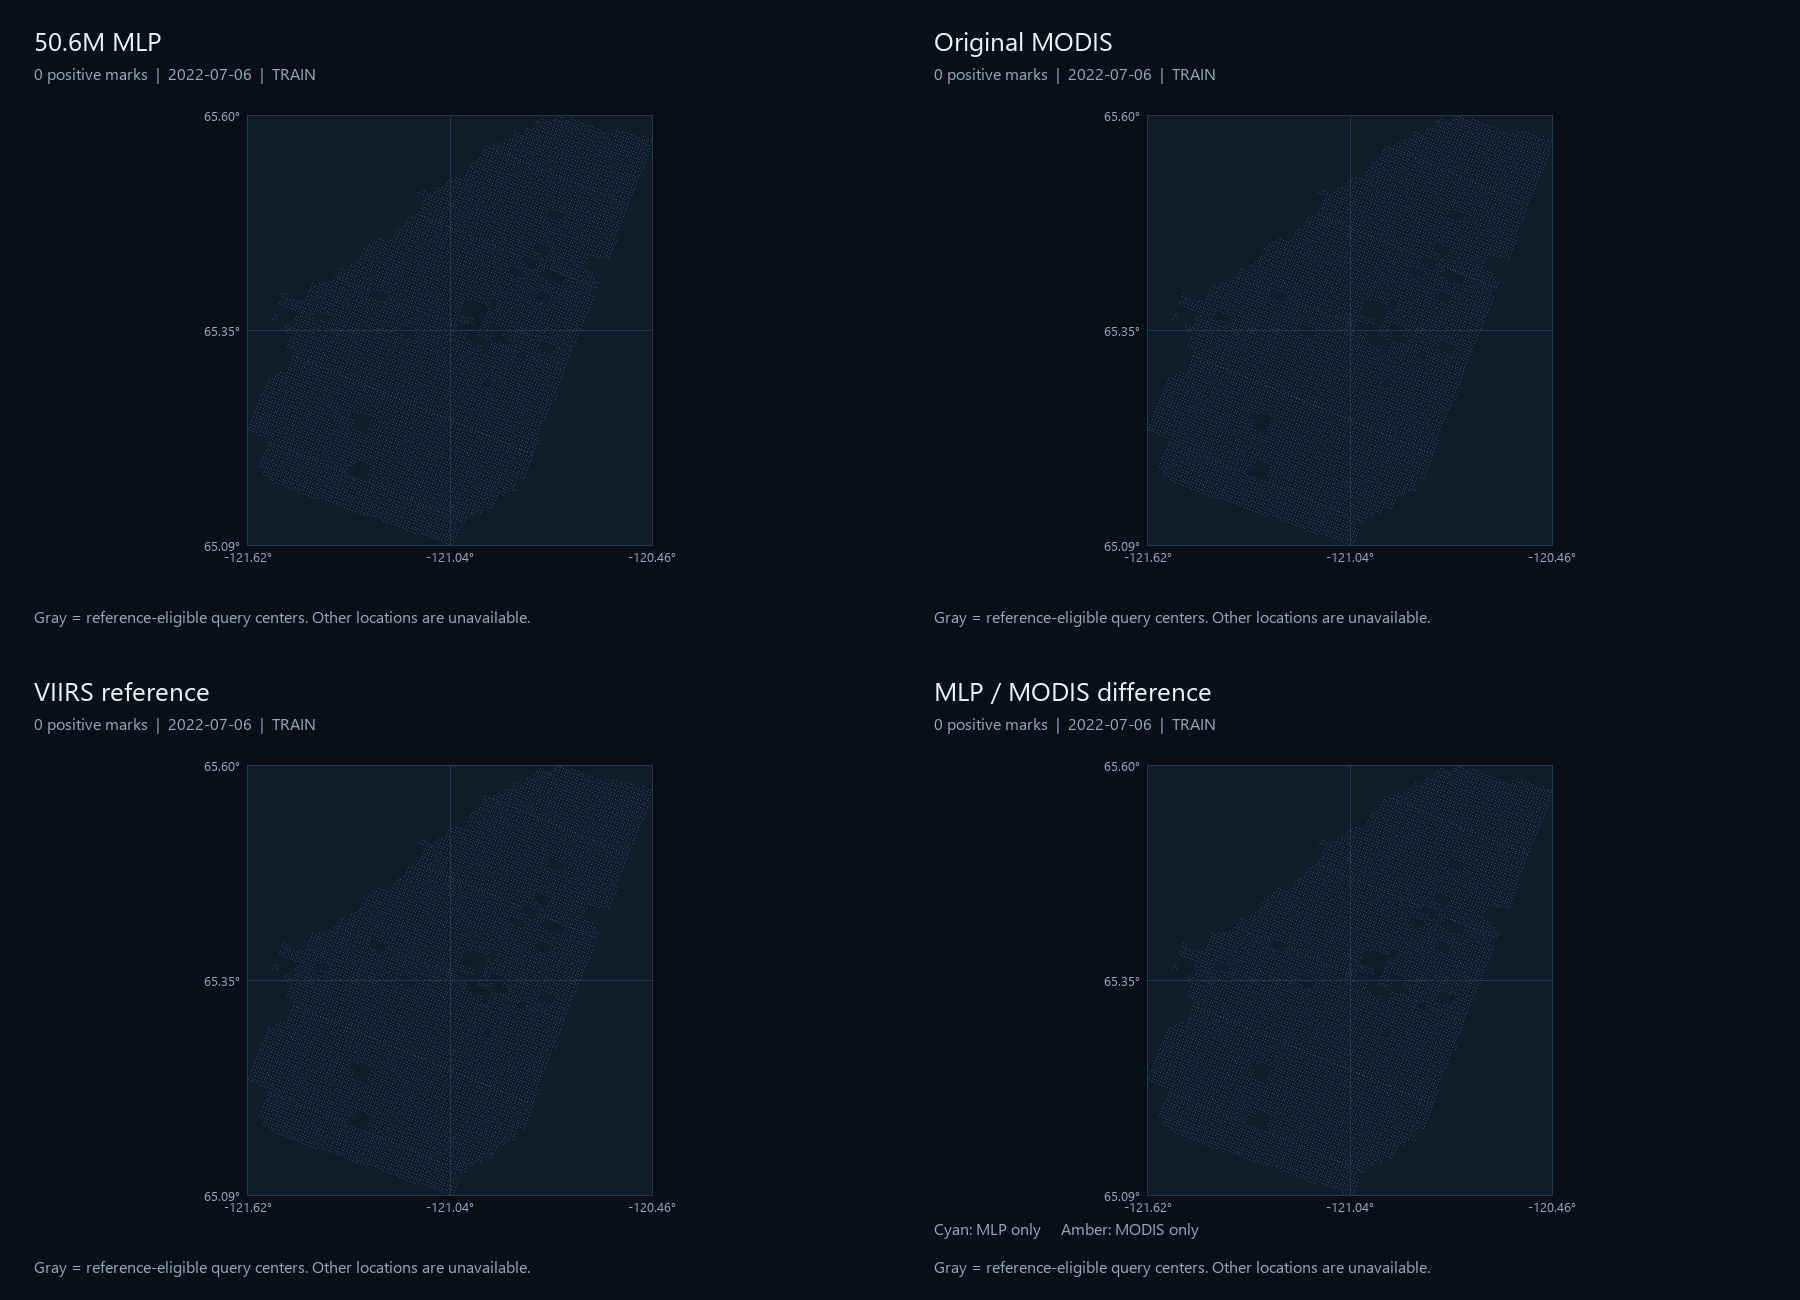 50.6M MLP
0 positive marks | 2022-07-06 | TRAIN
65.60°
65.35°
65.09°
-121.62°
-121.04°
-120.46°
Gray = reference-eligible query centers. Other locations are unavailable.
Original MODIS
0 positive marks | 2022-07-06 | TRAIN
65.60°
65.35°
65.09°
-121.62°
-121.04°
-120.46°
Gray = reference-eligible query centers. Other locations are unavailable.
VIIRS reference
0 positive marks | 2022-07-06 | TRAIN
65.60°
65.35°
65.09°
-121.62°
-121.04°
-120.46°
Gray = reference-eligible query centers. Other locations are unavailable.
MLP / MODIS difference
0 positive marks | 2022-07-06 | TRAIN
65.60°
65.35°
65.09°
-121.62°
-121.04°
-120.46°
Cyan: MLP only Amber: MODIS only
Gray = reference-eligible query centers. Other locations are unavailable.